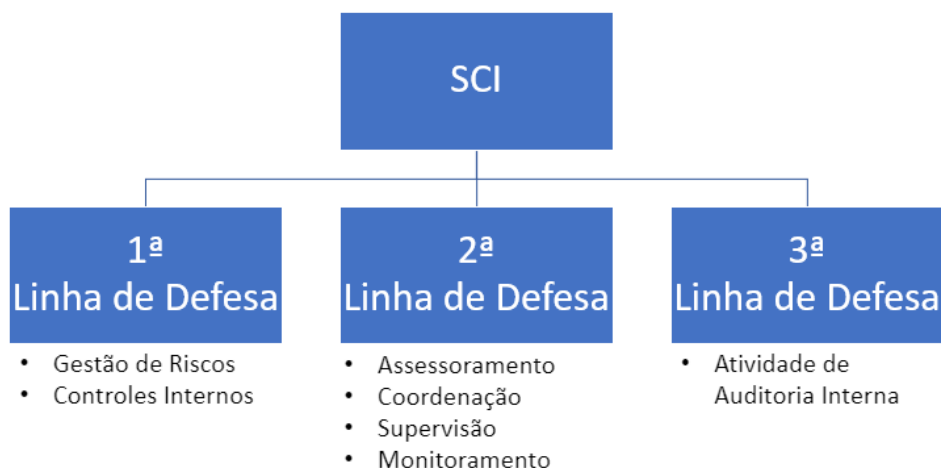 SCI
1ª
Linha de Defesa
• Gestão de Riscos
• Controles Internos
2ª
Linha de Defesa
• Assessoramento
• Coordenação
• Supervisão
• Monitoramento
3ª
Linha de Defesa
• Atividade de
Auditoria Interna